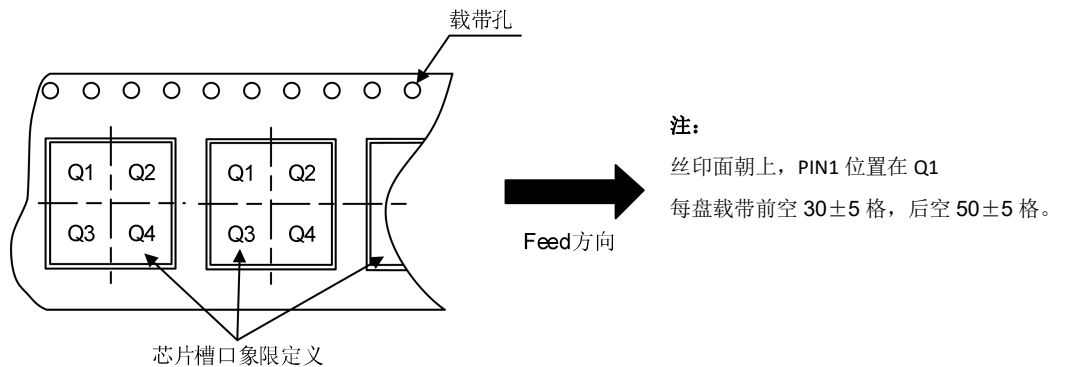 载带孔
Q1 Q2 Q1 Q2
Q3 Q4 Q3 Q4
Feed方向
芯片槽口象限定义
注：
丝印面朝上，PIN1 位置在 Q1
每盘载带前空 30±5 格，后空 50±5 格。